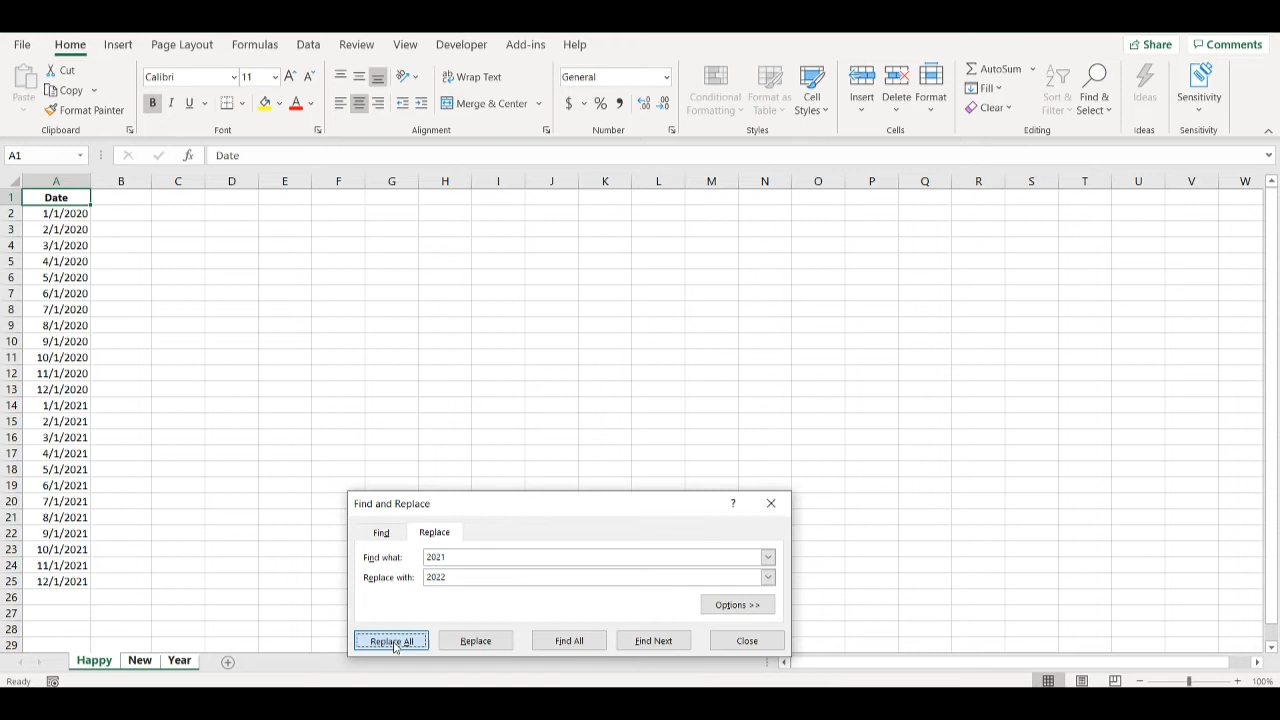 File Home Insert Page Layout Formulas Data Review View Developer Add-ins Help Share Comments
Paste Cut Copy Format Painter Clipboard
Calibri 11 A A B I U A Font
Wrap Text Merge & Center Alignment
General $ % Number
Conditional Formatting Format as Table Cell Styles Styles
Insert Delete Format Cells
AutoSum Fill Clear Sort & Filter Find & Select Editing
Ideas Ideas
Sensitivity Sensitivity
A1 fx Date
A B C D E F G H I J K L M N O P Q R S T U V W
1 Date
2 1/1/2020
3 2/1/2020
4 3/1/2020
5 4/1/2020
6 5/1/2020
7 6/1/2020
8 7/1/2020
9 8/1/2020
10 9/1/2020
11 10/1/2020
12 11/1/2020
13 12/1/2020
14 1/1/2021
15 2/1/2021
16 3/1/2021
17 4/1/2021
18 5/1/2021
19 6/1/2021
20 7/1/2021
21 8/1/2021
22 9/1/2021
23 10/1/2021
24 11/1/2021
25 12/1/2021
26
27
28
29
Find and Replace ?
Find Replace
Find what: 2021
Replace with: 2022
Options >>
Replace All Replace Find All Find Next Close
Happy New Year
Ready 100%